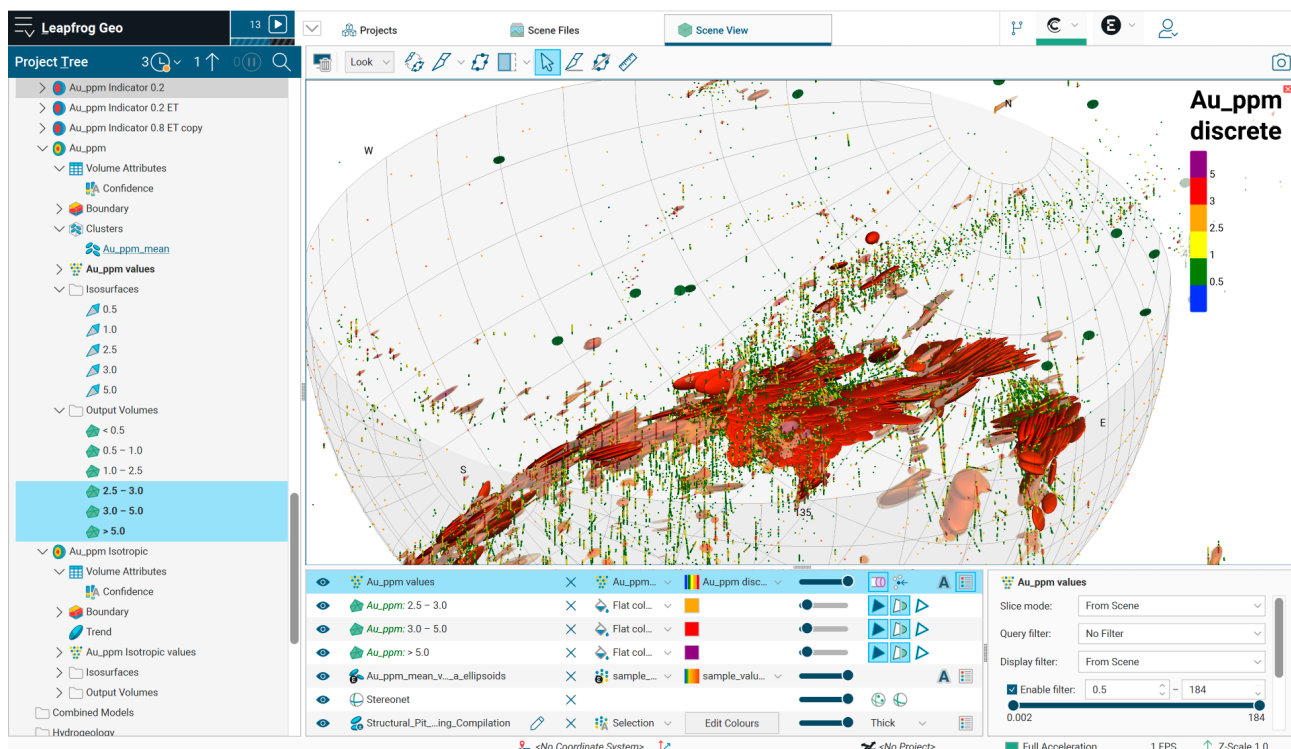 Leapfrog Geo
13
Projects
Scene Files
Scene View
Project Tree
3
1
0
Look
Au_ppm Indicator 0.2
Au_ppm Indicator 0.2 ET
Au_ppm Indicator 0.8 ET copy
Au_ppm
Volume Attributes
Confidence
Boundary
Clusters
Au_ppm_mean
Au_ppm values
Isosurfaces
0.5
1.0
2.5
3.0
5.0
Output Volumes
< 0.5
0.5 – 1.0
1.0 – 2.5
2.5 – 3.0
3.0 – 5.0
> 5.0
Au_ppm Isotropic
Volume Attributes
Confidence
Boundary
Trend
Au_ppm Isotropic values
Isosurfaces
Output Volumes
Combined Models
Hydrogeology
N
W
S
E
135
Au_ppm
discrete
5
3
2.5
1
0.5
Au_ppm values Au_ppm... Au_ppm disc... A
Au_ppm: 2.5 – 3.0 Flat col...
Au_ppm: 3.0 – 5.0 Flat col...
Au_ppm: > 5.0 Flat col...
Au_ppm_mean_v..._a_ellipsoids sample_... sample_valu... A
Stereonet
Structural_Pit_...ing_Compilation Selection Edit Colours Thick
Au_ppm values
Slice mode: From Scene
Query filter: No Filter
Display filter: From Scene
Enable filter: 0.5 – 184
0.002 184
<No Coordinate System>
<No Project>
Full Acceleration
1 FPS
Z-Scale 1.0